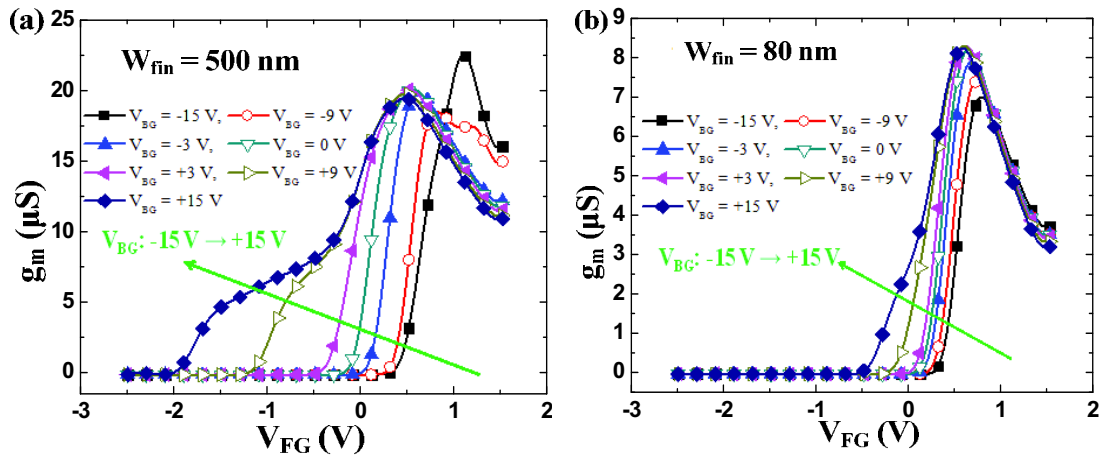 (a)
W_fin = 500 nm
V_BG = -15 V, V_BG = -9 V
V_BG = -3 V, V_BG = 0 V
V_BG = +3 V, V_BG = +9 V
V_BG = +15 V
V_BG: -15V → +15 V
g_m (μS)
25
20
15
10
5
0
-3 -2 -1 0 1 2
V_FG (V)
(b)
W_fin = 80 nm
V_BG = -15 V, V_BG = -9 V
V_BG = -3 V, V_BG = 0 V
V_BG = +3 V, V_BG = +9 V
V_BG = +15 V
V_BG: -15V → +15 V
g_m (μS)
9
8
7
6
5
4
3
2
1
0
-3 -2 -1 0 1 2
V_FG (V)